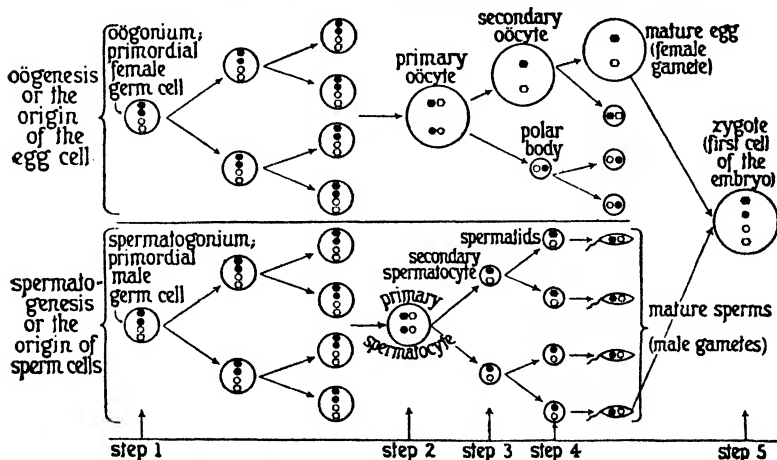 oögonium;
primordial
female
germ cell
oögenesis
or the
origin
of the
egg cell
primary
oöcyte
secondary
oöcyte
polar
body
mature egg
(female
gamete)
zygote
(first cell
of the
embryo)
spermatogonium;
primordial
male
germ cell
spermato-
genesis
or the
origin of
sperm cells
primary
spermatocyte
secondary
spermatocyte
spermatids
mature sperms
(male gametes)
step 1
step 2
step 3
step 4
step 5